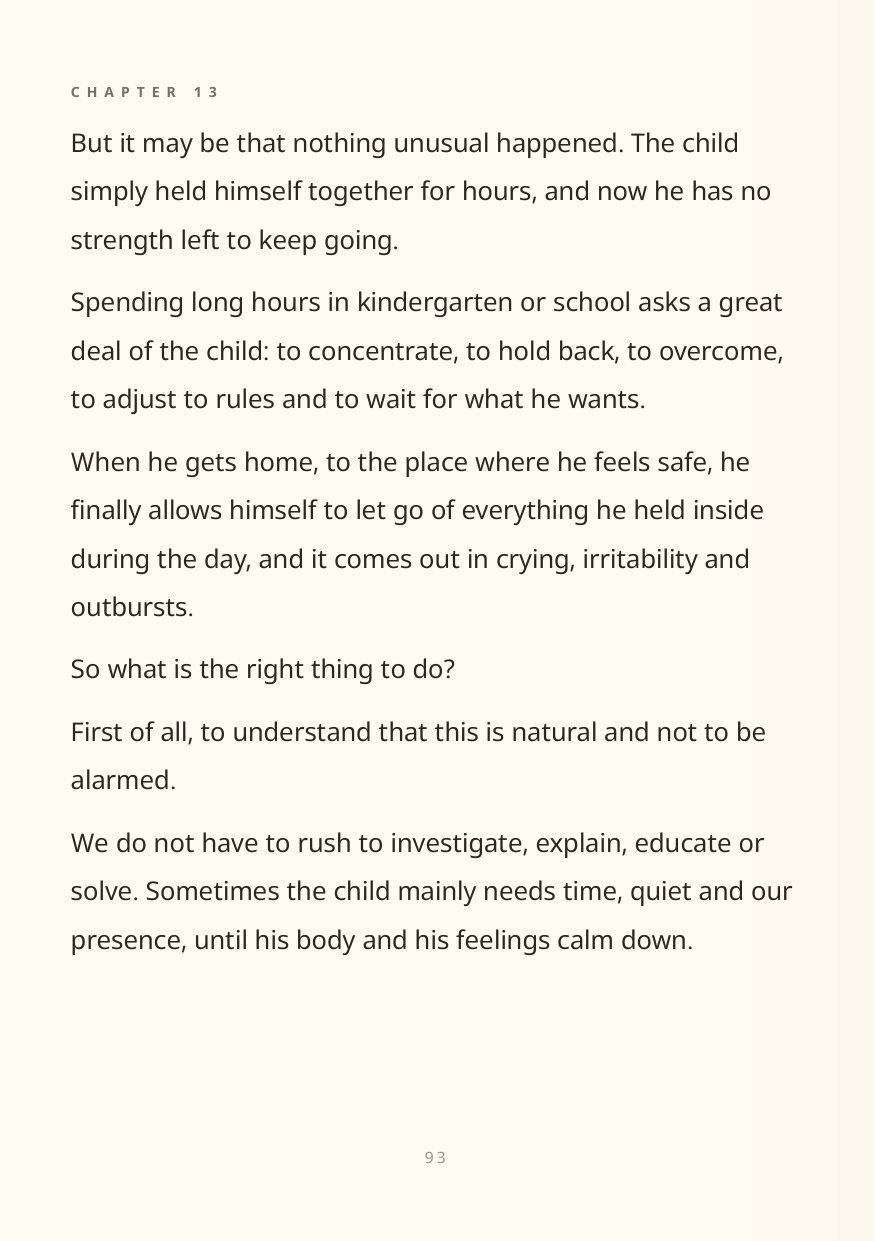 CHAPTER 13
But it may be that nothing unusual happened. The child
simply held himself together for hours, and now he has no
strength left to keep going.
Spending long hours in kindergarten or school asks a great
deal of the child: to concentrate, to hold back, to overcome,
to adjust to rules and to wait for what he wants.
When he gets home, to the place where he feels safe, he
finally allows himself to let go of everything he held inside
during the day, and it comes out in crying, irritability and
outbursts.
So what is the right thing to do?
First of all, to understand that this is natural and not to be
alarmed.
We do not have to rush to investigate, explain, educate or
solve. Sometimes the child mainly needs time, quiet and our
presence, until his body and his feelings calm down.
93